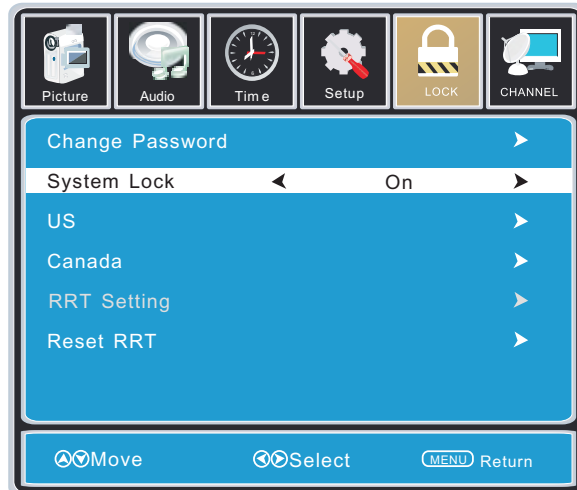 Picture Audio Time Setup LOCK CHANNEL
Change Password
System Lock On
US
Canada
RRT Setting
Reset RRT
Move Select MENU Return